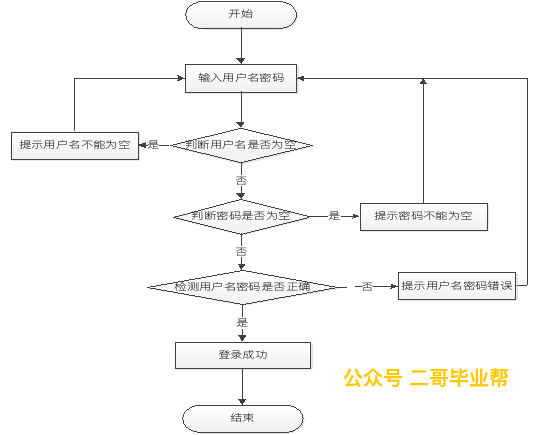 开始
输入用户名密码
提示用户名不能为空
是
判断用户名是否为空
否
判断密码是否为空
是
提示密码不能为空
否
检测用户名密码是否正确
否
提示用户名密码错误
是
登录成功
公众号 二哥毕业帮
结束